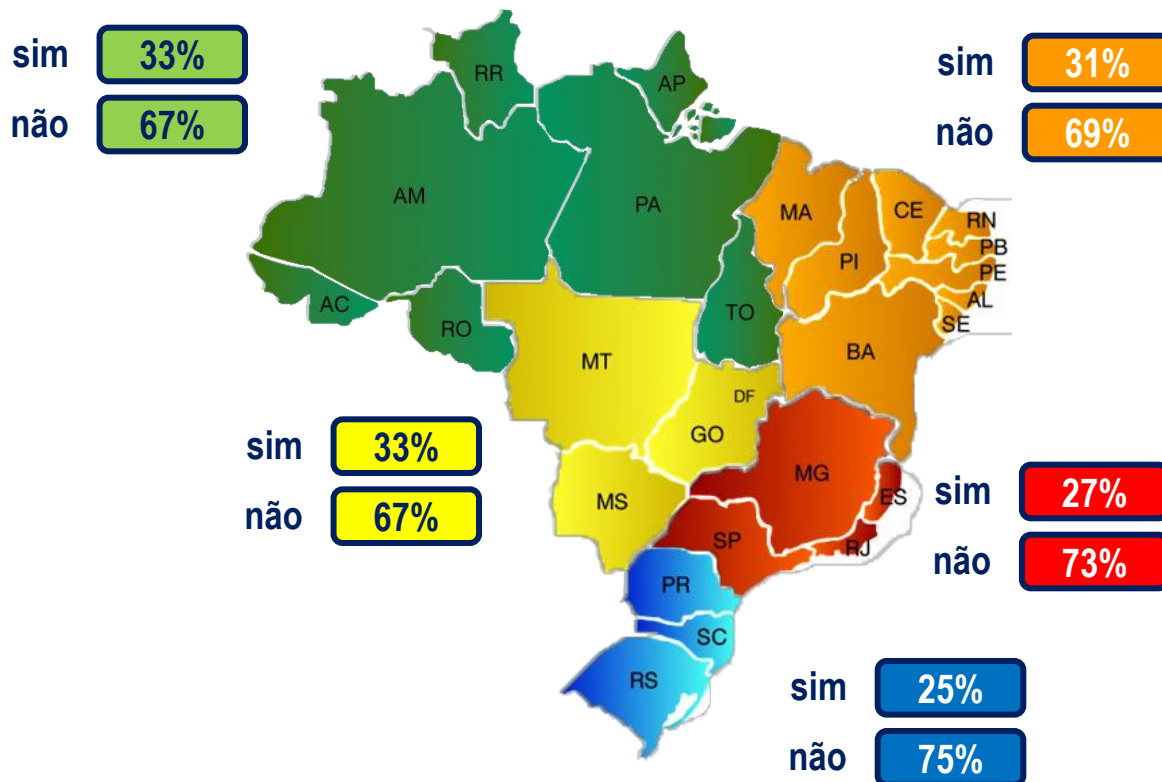 sim 33%
não 67%
sim 31%
não 69%
RR
AP
AM
PA
MA
CE
RN
PB
PI
PE
AL
SE
AC
RO
TO
BA
MT
DF
GO
sim 33%
não 67%
MS
MG
ES
sim 27%
não 73%
SP
RJ
PR
SC
RS
sim 25%
não 75%